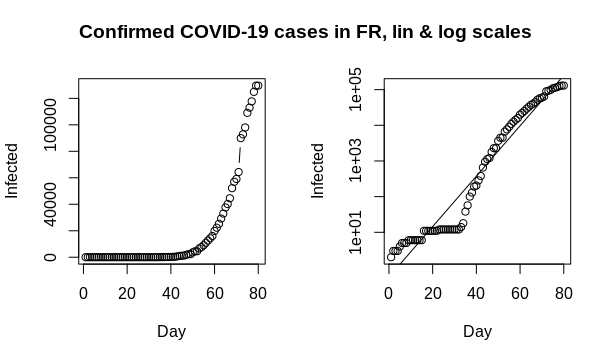 Confirmed COVID-19 cases in FR, lin & log scales
Infected
0
40000
100000
0
20
40
60
80
Day
Infected
1e+01
1e+03
1e+05
0
20
40
60
80
Day